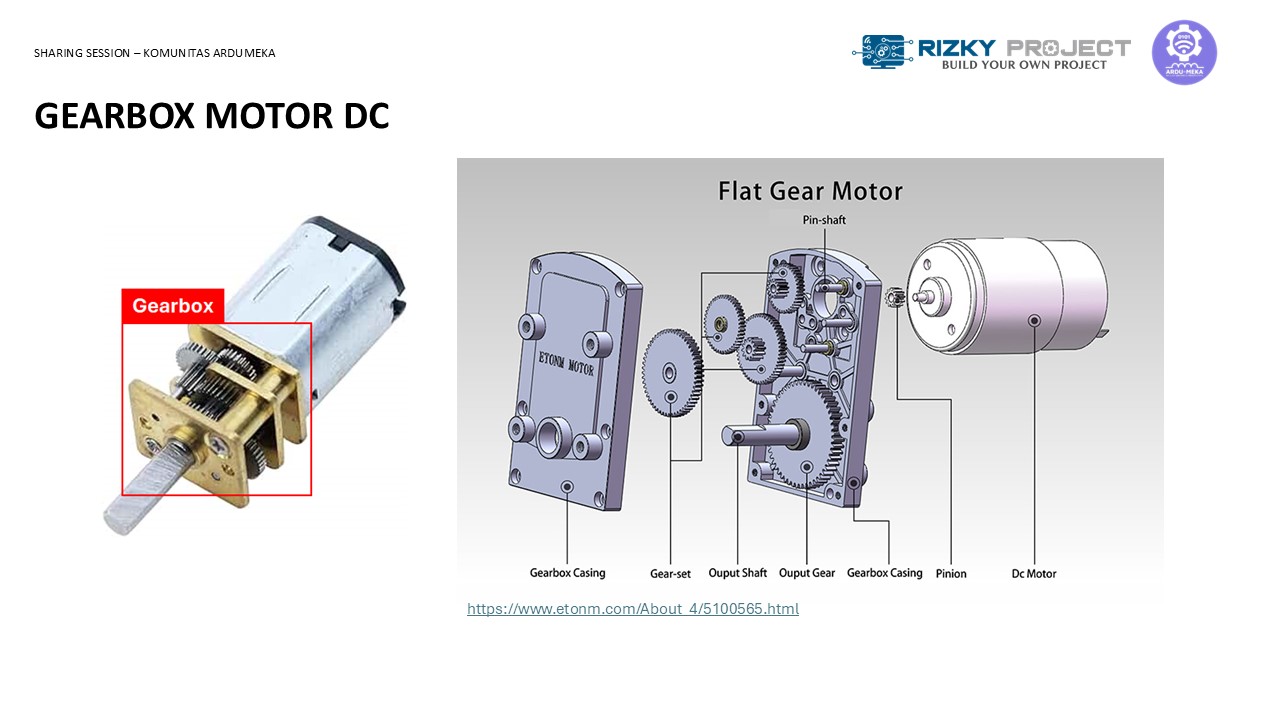 SHARING SESSION – KOMUNITAS ARDUMEKA
RIZKY PROJECT
BUILD YOUR OWN PROJECT
0101
ARDU-MEKA
GEARBOX MOTOR DC
Gearbox
Flat Gear Motor
Pin-shaft
ETONM MOTOR
Gearbox Casing
Gear-set
Ouput Shaft
Ouput Gear
Gearbox Casing
Pinion
Dc Motor
https://www.etonm.com/About_4/5100565.html